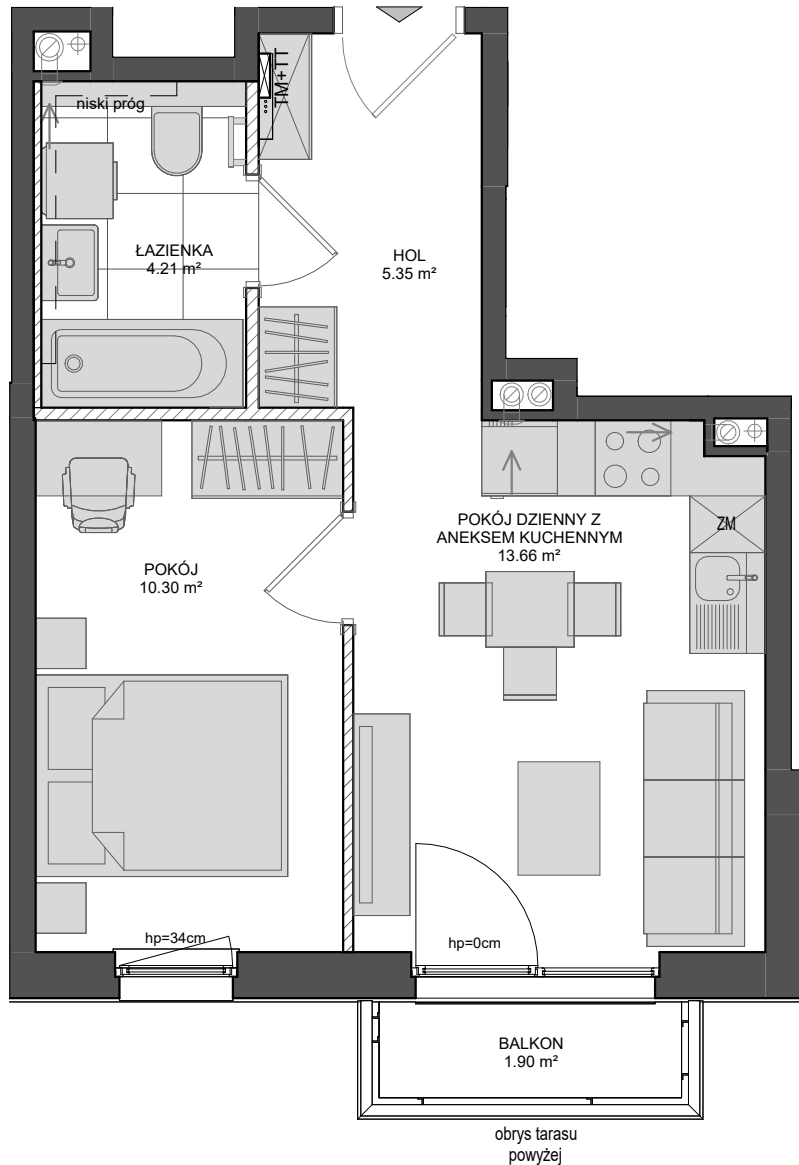 TM+TT
niski próg
ŁAZIENKA
4.21 m²
HOL
5.35 m²
POKÓJ DZIENNY Z
ANEKSEM KUCHENNYM
13.66 m²
ZM
POKÓJ
10.30 m²
hp=34cm
hp=0cm
BALKON
1.90 m²
obrys tarasu
powyżej